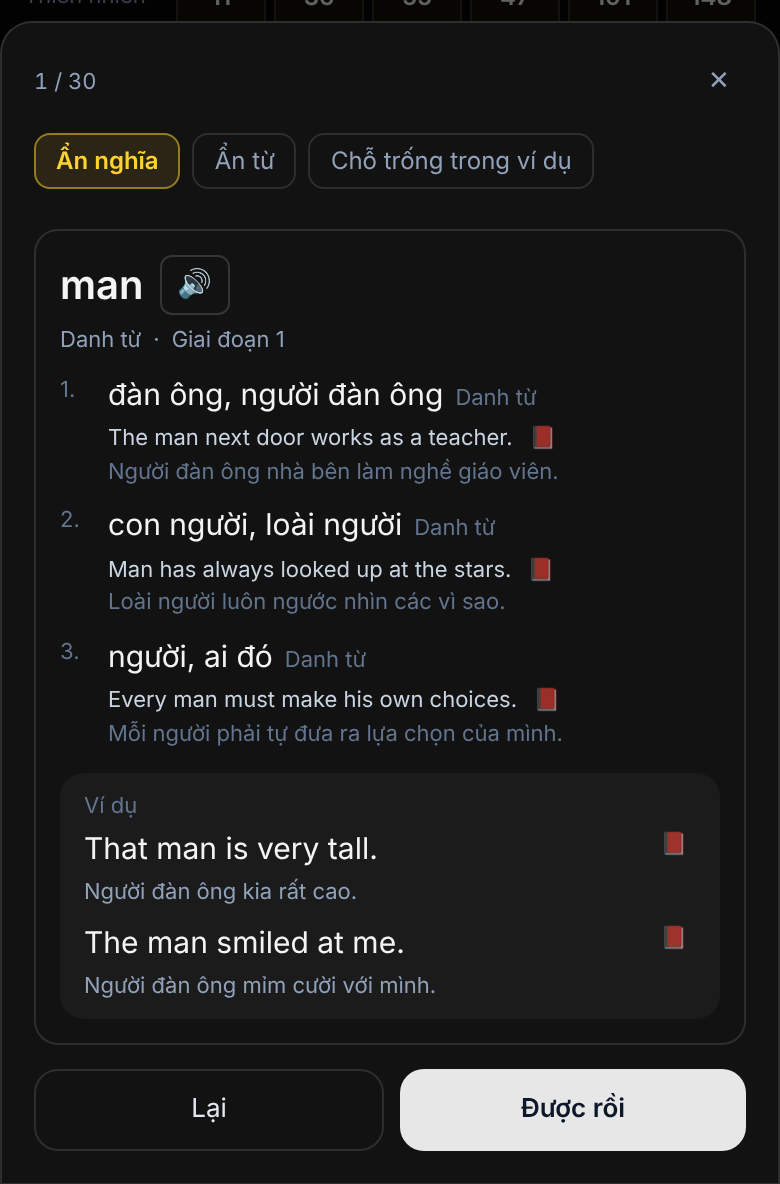 1 / 30 ✕
Ẩn nghĩa Ẩn từ Chỗ trống trong ví dụ
man
Danh từ · Giai đoạn 1
1. đàn ông, người đàn ông Danh từ
The man next door works as a teacher.
Người đàn ông nhà bên làm nghề giáo viên.
2. con người, loài người Danh từ
Man has always looked up at the stars.
Loài người luôn ngước nhìn các vì sao.
3. người, ai đó Danh từ
Every man must make his own choices.
Mỗi người phải tự đưa ra lựa chọn của mình.
Ví dụ
That man is very tall.
Người đàn ông kia rất cao.
The man smiled at me.
Người đàn ông mỉm cười với mình.
Lại Được rồi